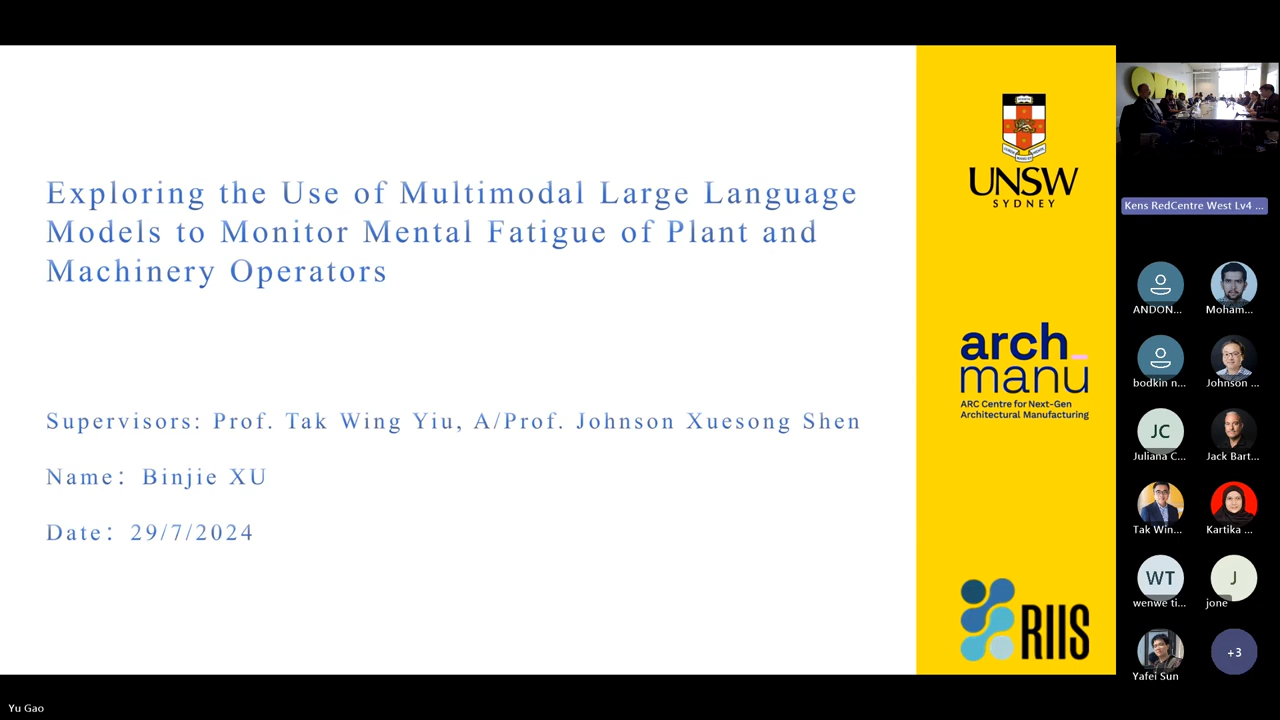 Exploring the Use of Multimodal Large Language
Models to Monitor Mental Fatigue of Plant and
Machinery Operators
Supervisors: Prof. Tak Wing Yiu, A/Prof. Johnson Xuesong Shen
Name：Binjie XU
Date：29/7/2024
UNSW
SYDNEY
arch_
manu
ARC Centre for Next-Gen
Architectural Manufacturing
RIIS
Kens RedCentre West Lv4 ...
ANDON...
Moham...
bodkin n...
Johnson ...
JC
Juliana C...
Jack Bart...
Tak Win...
Kartika ...
WT
wenwe ti...
J
jone
Yafei Sun
+3
Yu Gao